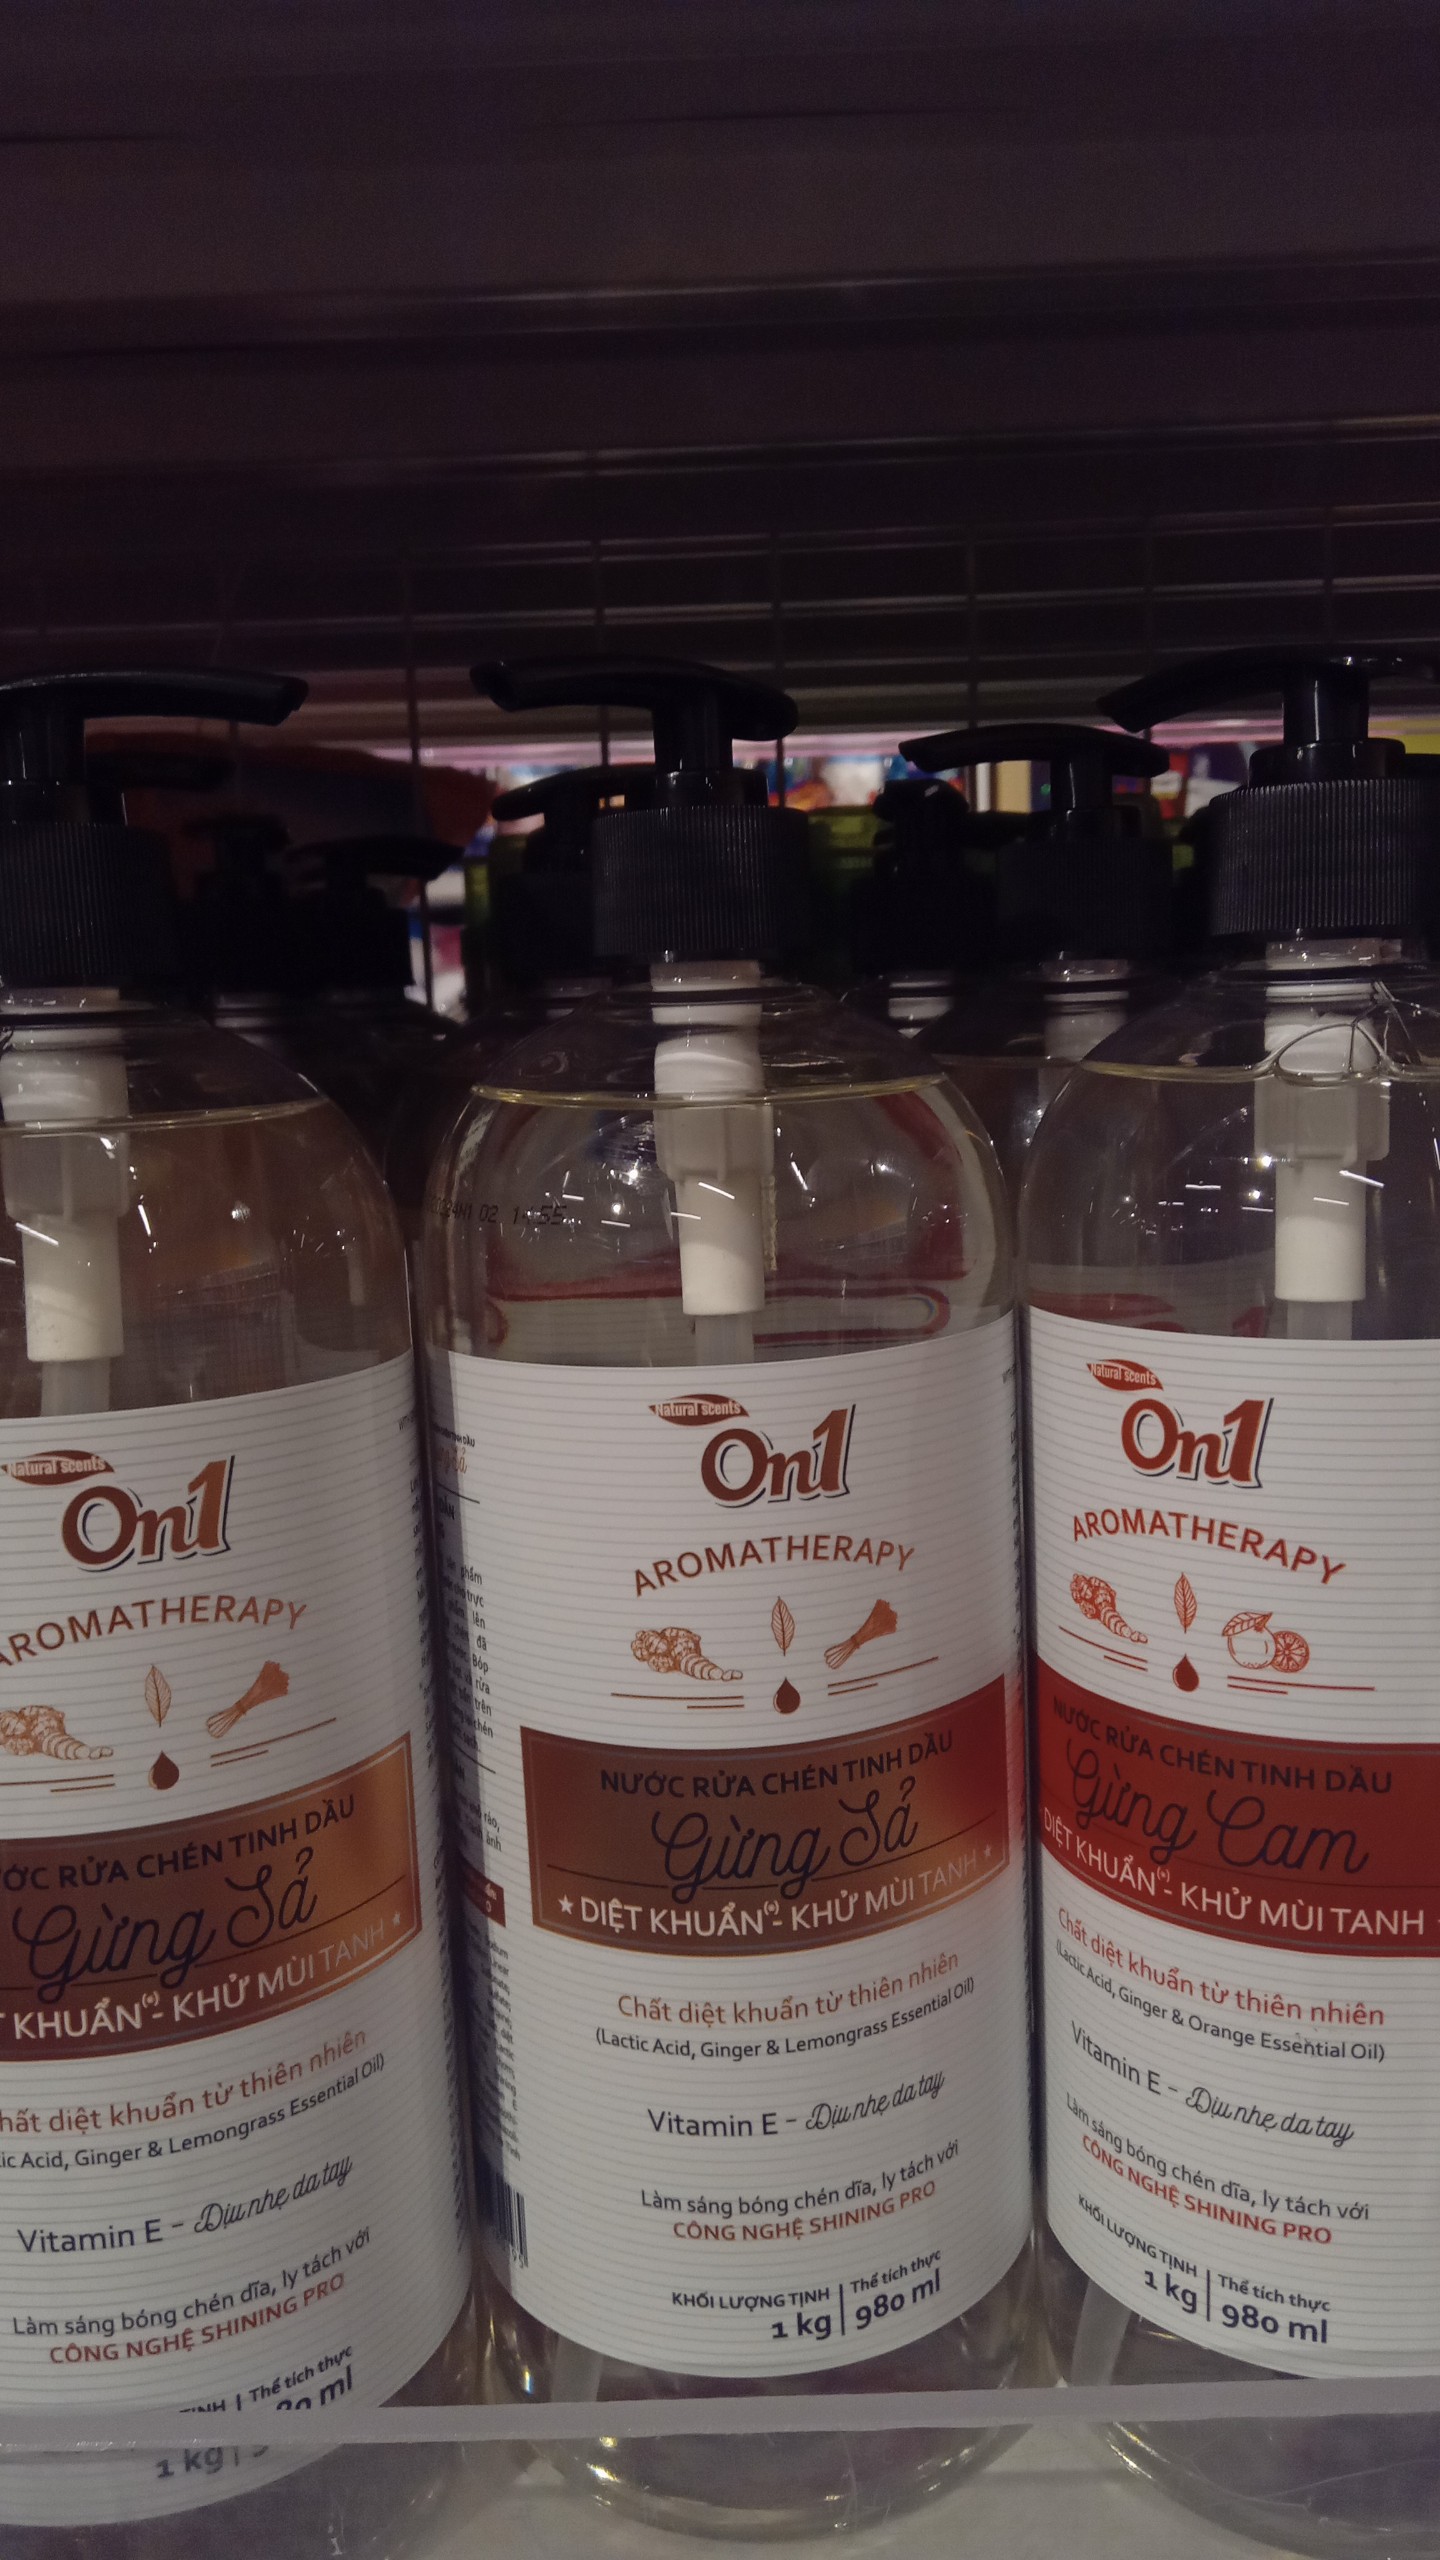 Natural scents
On1
AROMATHERAPY
NƯỚC RỬA CHÉN TINH DẦU
Gừng Sả
KHUẨN(*) - KHỬ MÙI TANH ★
diệt khuẩn từ thiên nhiên
Acid, Ginger & Lemongrass Essential Oil)
Vitamin E - Dịu nhẹ da tay
Làm sáng bóng chén dĩa, ly tách với
CÔNG NGHỆ SHINING PRO
Thể tích thực
1 kg
ml
14:55
Natural scents
On1
AROMATHERAPY
NƯỚC RỬA CHÉN TINH DẦU
Gừng Sả
★ DIỆT KHUẨN(*) - KHỬ MÙI TANH ★
Chất diệt khuẩn từ thiên nhiên
(Lactic Acid, Ginger & Lemongrass Essential Oil)
Vitamin E - Dịu nhẹ da tay
Làm sáng bóng chén dĩa, ly tách với
CÔNG NGHỆ SHINING PRO
KHỐI LƯỢNG TỊNH | Thể tích thực
1 kg | 980 ml
Natural scents
On1
AROMATHERAPY
NƯỚC RỬA CHÉN TINH DẦU
Gừng Cam
DIỆT KHUẨN(*) - KHỬ MÙI TANH
Chất diệt khuẩn từ thiên nhiên
(Lactic Acid, Ginger & Orange Essential Oil)
Vitamin E - Dịu nhẹ da tay
Làm sáng bóng chén dĩa, ly tách với
CÔNG NGHỆ SHINING PRO
KHỐI LƯỢNG TỊNH | Thể tích thực
1 kg | 980 ml